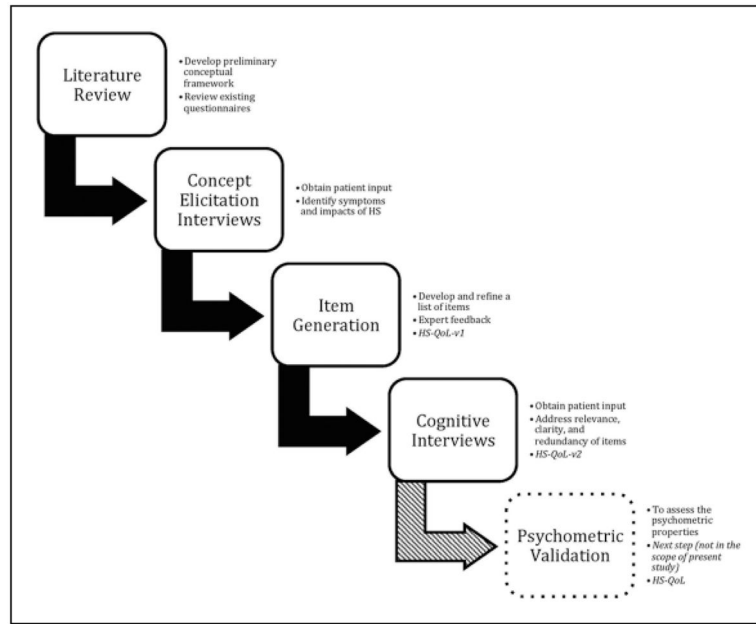 Literature
Review
• Develop preliminary
conceptual
framework
• Review existing
questionnaires
Concept
Elicitation
Interviews
• Obtain patient input
• Identify symptoms
and impacts of HS
Item
Generation
• Develop and refine a
list of items
• Expert feedback
• HS-QoL-v1
Cognitive
Interviews
• Obtain patient input
• Address relevance,
clarity, and
redundancy of items
• HS-QoL-v2
Psychometric
Validation
• To assess the
psychometric
properties
• Next step (not in the
scope of present
study)
• HS-QoL